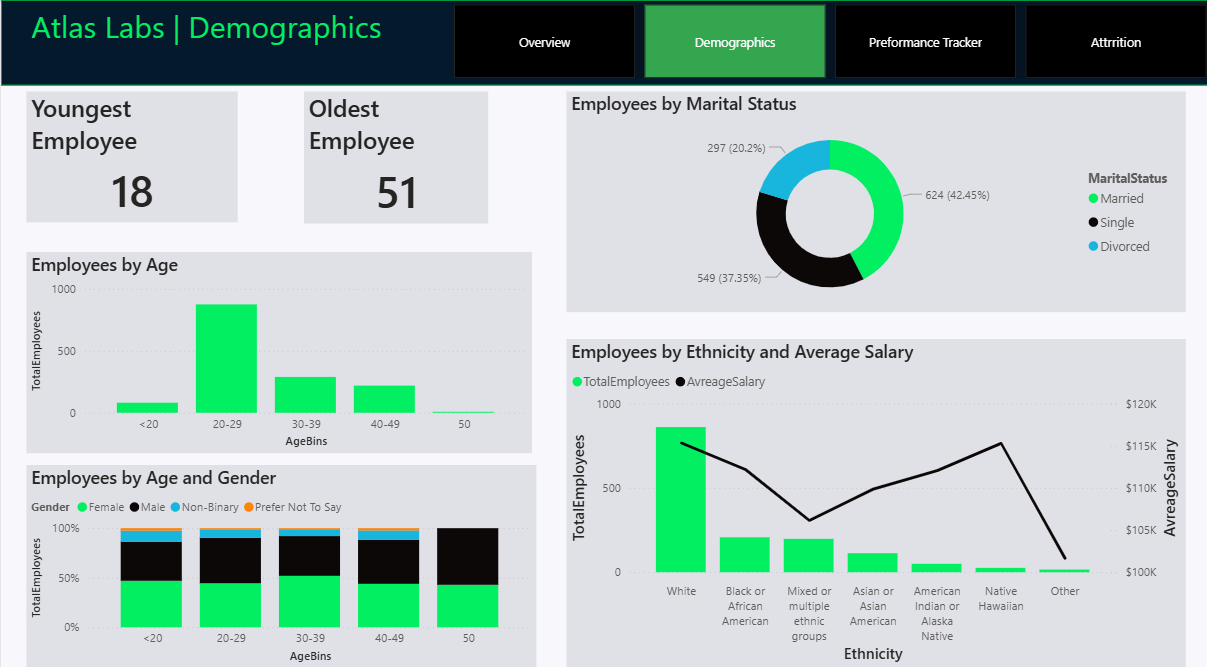 Atlas Labs | Demographics
Overview
Demographics
Preformance Tracker
Attrrition
Youngest
Employee
18
Oldest
Employee
51
Employees by Marital Status
297 (20.2%)
624 (42.45%)
549 (37.35%)
MaritalStatus
Married
Single
Divorced
Employees by Age
TotalEmployees
1000
500
0
<20
20-29
30-39
40-49
50
AgeBins
Employees by Age and Gender
Gender Female Male Non-Binary Prefer Not To Say
TotalEmployees
100%
50%
0%
<20
20-29
30-39
40-49
50
AgeBins
Employees by Ethnicity and Average Salary
TotalEmployees AvreageSalary
TotalEmployees
1000
500
0
$120K
$115K
$110K
$105K
$100K
AvreageSalary
White
Black or
African
American
Mixed or
multiple
ethnic
groups
Asian or
Asian
American
American
Indian or
Alaska
Native
Native
Hawaiian
Other
Ethnicity